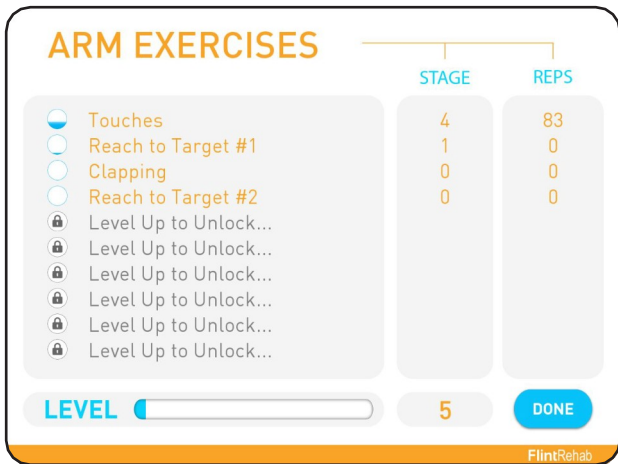 ARM EXERCISES
STAGE REPS
Touches 4 83
Reach to Target #1 1 0
Clapping 0 0
Reach to Target #2 0 0
Level Up to Unlock...
Level Up to Unlock...
Level Up to Unlock...
Level Up to Unlock...
Level Up to Unlock...
Level Up to Unlock...
LEVEL 5 DONE
FlintRehab